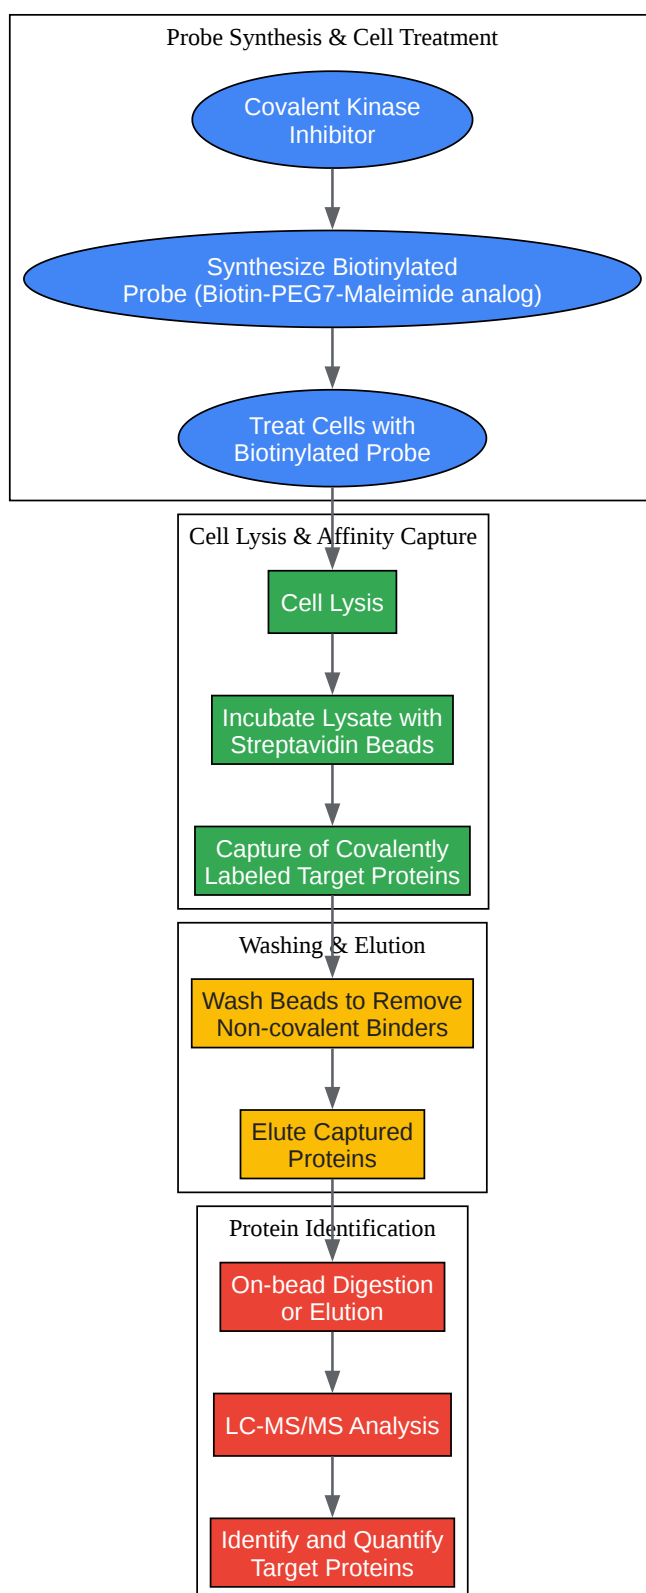 Probe Synthesis & Cell Treatment
Covalent Kinase
Inhibitor
Synthesize Biotinylated
Probe (Biotin-PEG7-Maleimide analog)
Treat Cells with
Biotinylated Probe
Cell Lysis & Affinity Capture
Cell Lysis
Incubate Lysate with
Streptavidin Beads
Capture of Covalently
Labeled Target Proteins
Washing & Elution
Wash Beads to Remove
Non-covalent Binders
Elute Captured
Proteins
Protein Identification
On-bead Digestion
or Elution
LC-MS/MS Analysis
Identify and Quantify
Target Proteins